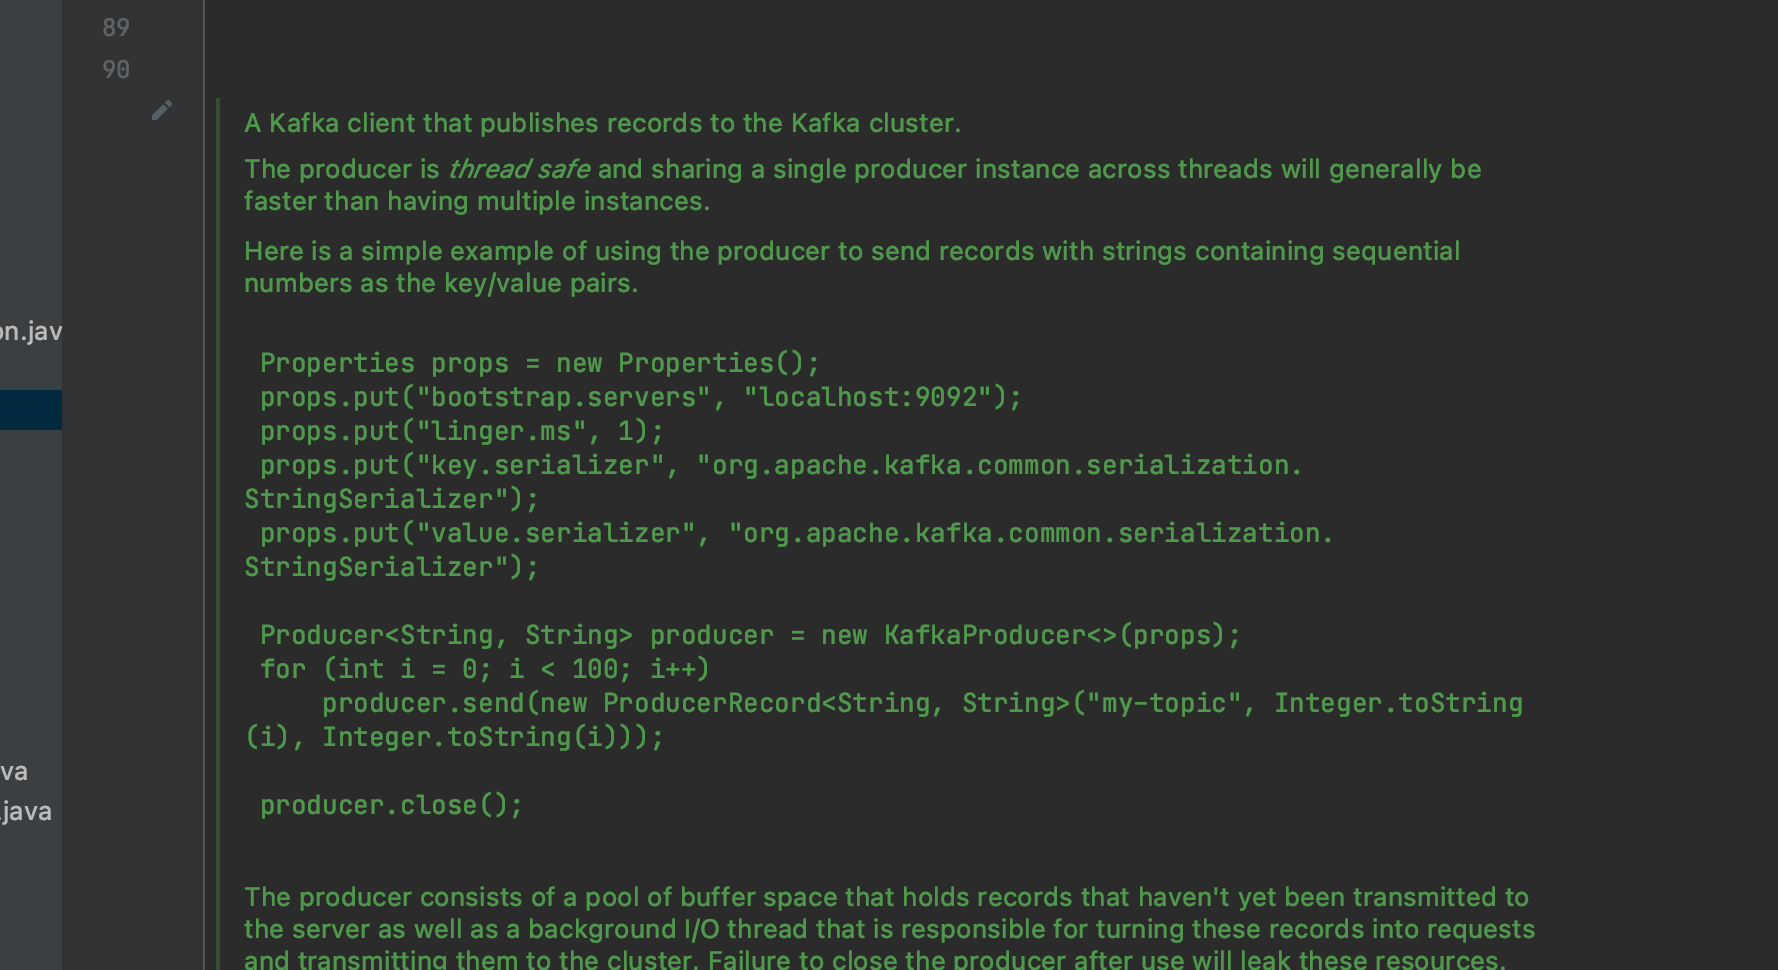 89
90
A Kafka client that publishes records to the Kafka cluster.
The producer is thread safe and sharing a single producer instance across threads will generally be
faster than having multiple instances.
Here is a simple example of using the producer to send records with strings containing sequential
numbers as the key/value pairs.
on.jav
Properties props = new Properties();
props.put("bootstrap.servers", "localhost:9092");
props.put("linger.ms", 1);
props.put("key.serializer", "org.apache.kafka.common.serialization.
StringSerializer");
props.put("value.serializer", "org.apache.kafka.common.serialization.
StringSerializer");
Producer<String, String> producer = new KafkaProducer<>(props);
for (int i = 0; i < 100; i++)
producer.send(new ProducerRecord<String, String>("my-topic", Integer.toString
(i), Integer.toString(i)));
va
.java
producer.close();
The producer consists of a pool of buffer space that holds records that haven't yet been transmitted to
the server as well as a background I/O thread that is responsible for turning these records into requests
and transmitting them to the cluster. Failure to close the producer after use will leak these resources.